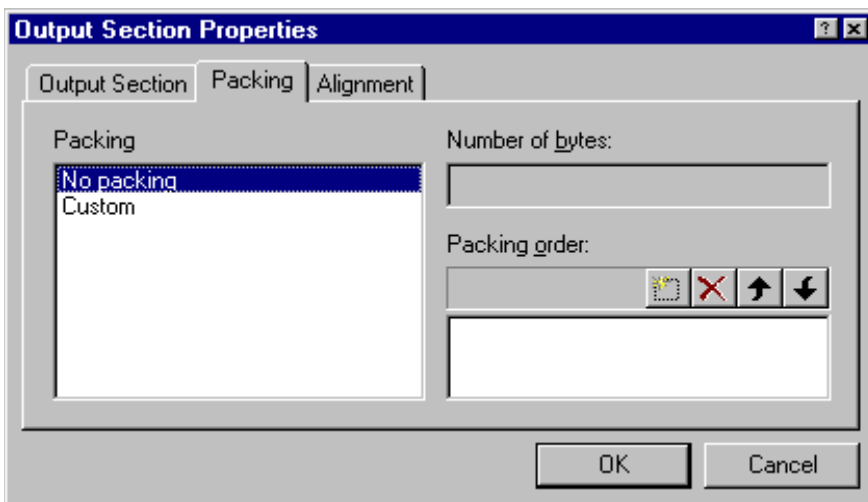 Output Section Properties
Output Section
Packing
Alignment
Packing
No packing
Custom
Number of bytes:
Packing order:
OK
Cancel